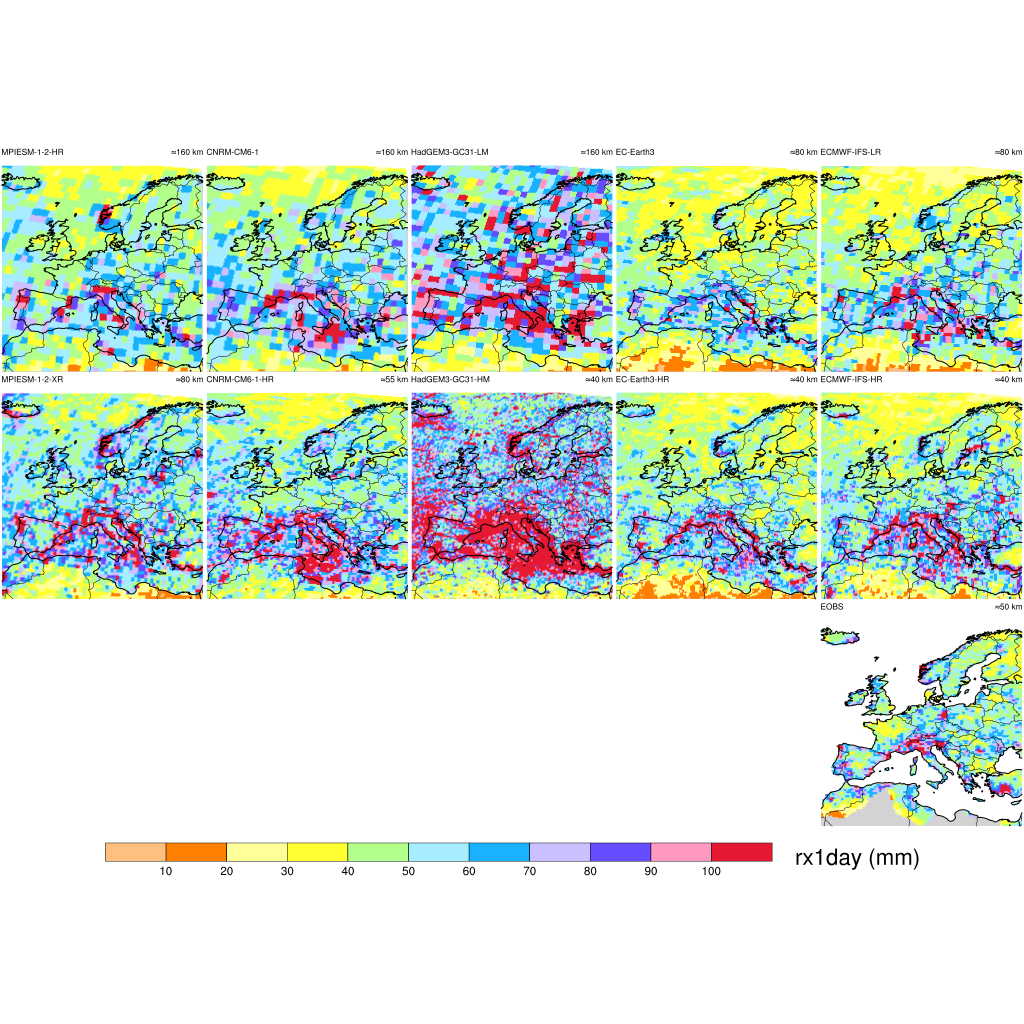 MPIESM-1-2-HR ≈160 km CNRM-CM6-1 ≈160 km HadGEM3-GC31-LM ≈160 km EC-Earth3 ≈80 km ECMWF-IFS-LR ≈80 km
MPIESM-1-2-XR ≈80 km CNRM-CM6-1-HR ≈55 km HadGEM3-GC31-HM ≈40 km EC-Earth3-HR ≈40 km ECMWF-IFS-HR ≈40 km
EOBS ≈50 km
10 20 30 40 50 60 70 80 90 100
rx1day (mm)